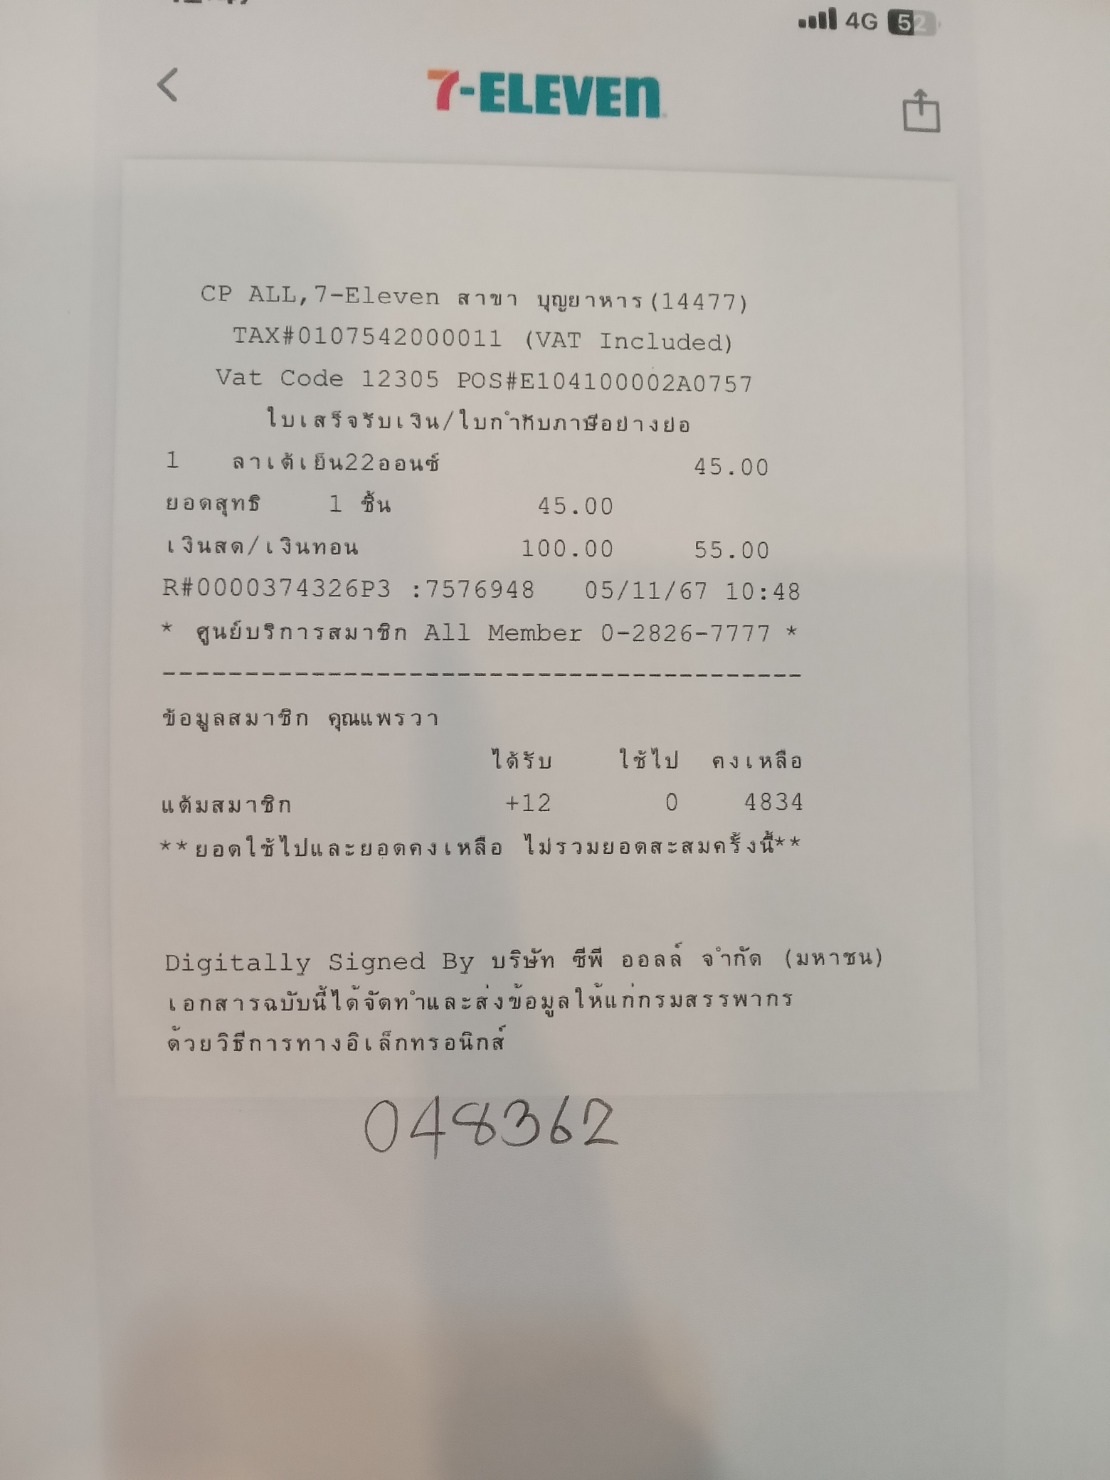 4G 52
7-ELEVEN
CP ALL,7-Eleven สาขา บุญยาหาร(14477)
TAX#0107542000011 (VAT Included)
Vat Code 12305 POS#E104100002A0757
ใบเสร็จรับเงิน/ใบกำกับภาษีอย่างย่อ
1 ลาเต้เย็น22ออนซ์ 45.00
ยอดสุทธิ 1 ชิ้น 45.00
เงินสด/เงินทอน 100.00 55.00
R#0000374326P3 :7576948 05/11/67 10:48
* ศูนย์บริการสมาชิก All Member 0-2826-7777 *
---------------------------------------
ข้อมูลสมาชิก คุณแพรวา
ได้รับ ใช้ไป คงเหลือ
แต้มสมาชิก +12 0 4834
**ยอดใช้ไปและยอดคงเหลือ ไม่รวมยอดสะสมครั้งนี้**
Digitally Signed By บริษัท ซีพี ออลล์ จำกัด (มหาชน)
เอกสารฉบับนี้ได้จัดทำและส่งข้อมูลให้แก่กรมสรรพากร
ด้วยวิธีการทางอิเล็กทรอนิกส์
048362